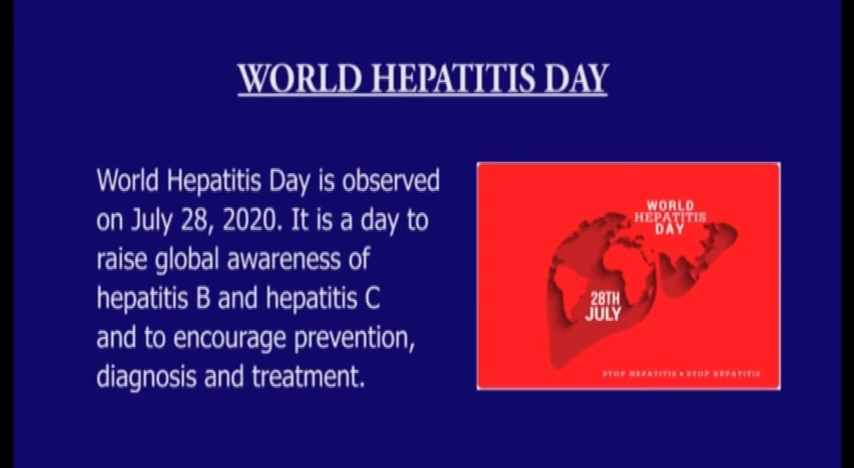 WORLD HEPATITIS DAY
World Hepatitis Day is observed
on July 28, 2020. It is a day to
raise global awareness of
hepatitis B and hepatitis C
and to encourage prevention,
diagnosis and treatment.
WORLD
HEPATITIS
DAY
28TH
JULY
STOP HEPATITIS • STOP HEPATITIS